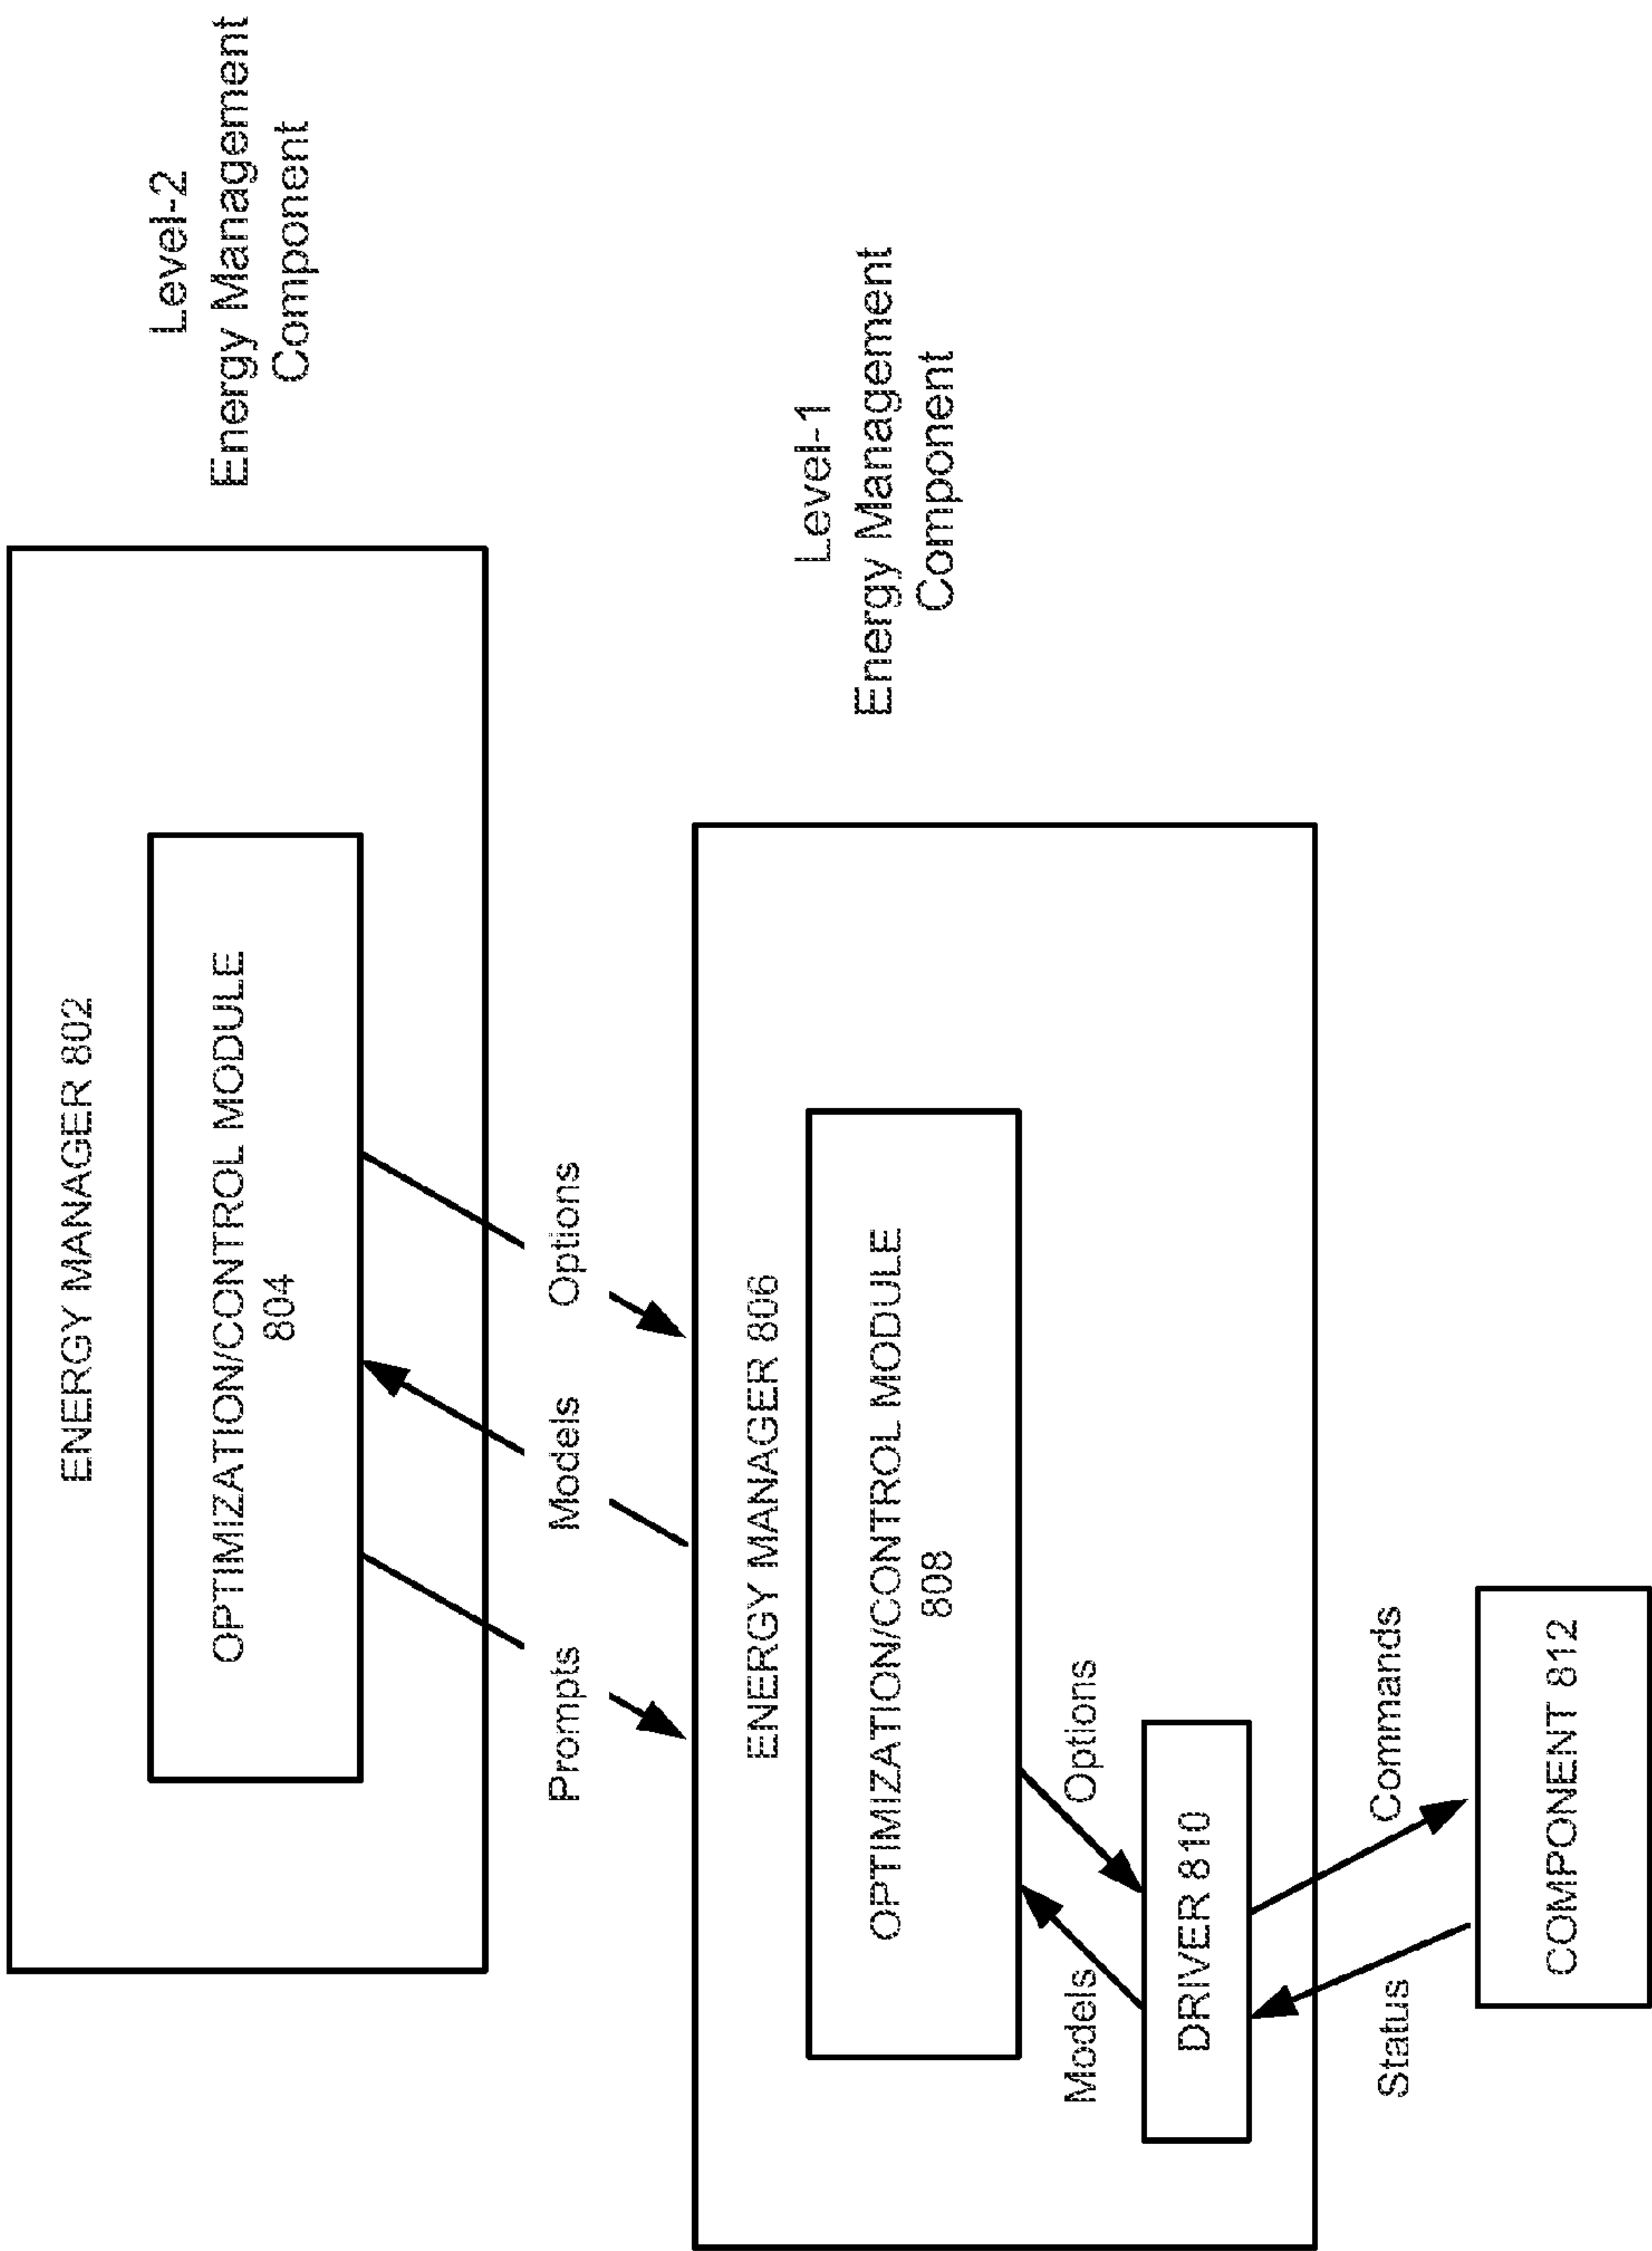 Level-2
Energy Management
Component
ENERGY MANAGER 802
OPTIMIZATION/CONTROL MODULE
804
Prompts
Models
Options
Level-1
Energy Management
Component
ENERGY MANAGER 806
OPTIMIZATION/CONTROL MODULE
808
Models
Options
DRIVER 810
Status
Commands
COMPONENT 812